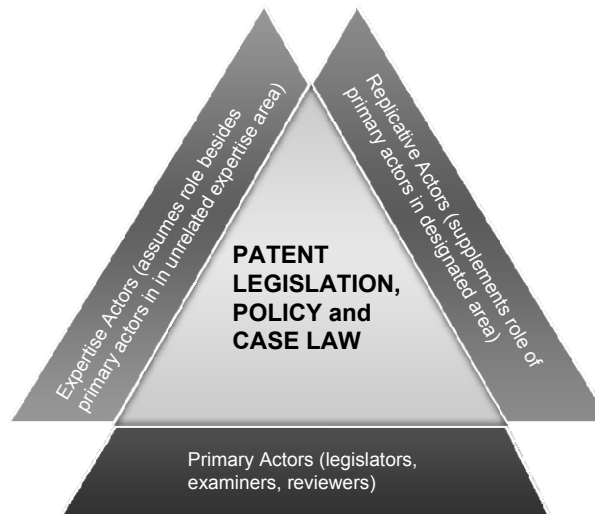 Expertise Actors (assumes role besides
primary actors in in unrelated expertise area)
Replicative Actors (supplements role of
primary actors in designated area)
PATENT
LEGISLATION,
POLICY and
CASE LAW
Primary Actors (legislators,
examiners, reviewers)